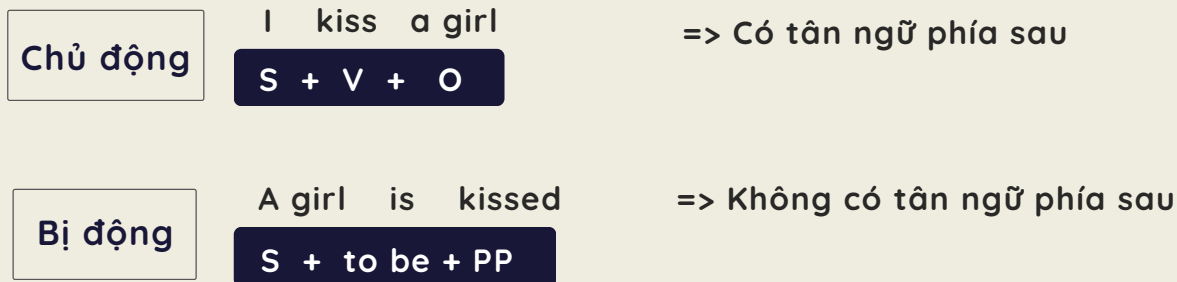 I kiss a girl => Có tân ngữ phía sau
Chủ động
S + V + O
A girl is kissed => Không có tân ngữ phía sau
Bị động
S + to be + PP